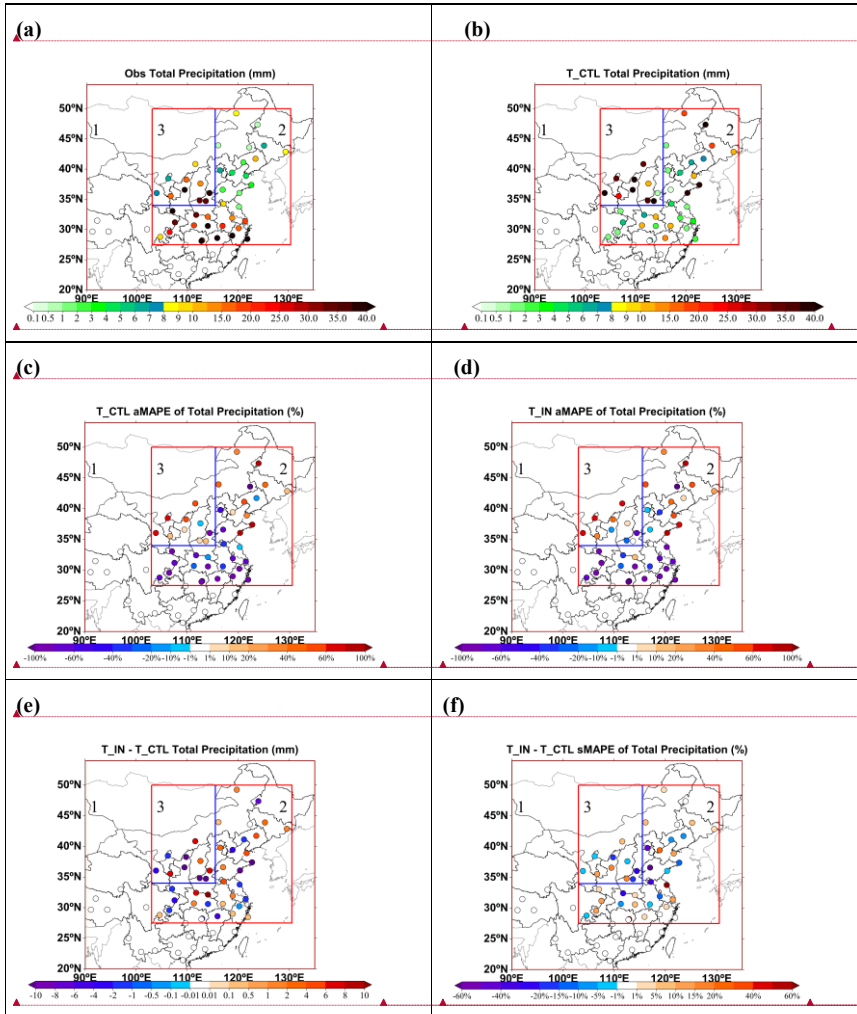 (a)
(b)
Obs Total Precipitation (mm)
T_CTL Total Precipitation (mm)
50°N
45°N
40°N
35°N
30°N
25°N
20°N
1
3
2
90°E
100°E
110°E
120°E
130°E
0.1 0.5 1 2 3 4 5 6 7 8 9 10 15.0 20.0 25.0 30.0 35.0 40.0
50°N
45°N
40°N
35°N
30°N
25°N
20°N
1
3
2
90°E
100°E
110°E
120°E
130°E
0.1 0.5 1 2 3 4 5 6 7 8 9 10 15.0 20.0 25.0 30.0 35.0 40.0
(c)
(d)
T_CTL aMAPE of Total Precipitation (%)
T_IN aMAPE of Total Precipitation (%)
50°N
45°N
40°N
35°N
30°N
25°N
20°N
1
3
2
90°E
100°E
110°E
120°E
130°E
-100% -60% -40% -20% -10% -1% 1% 10% 20% 40% 60% 100%
50°N
45°N
40°N
35°N
30°N
25°N
20°N
1
3
2
90°E
100°E
110°E
120°E
130°E
-100% -60% -40% -20% -10% -1% 1% 10% 20% 40% 60% 100%
(e)
(f)
T_IN - T_CTL Total Precipitation (mm)
T_IN - T_CTL sMAPE of Total Precipitation (%)
50°N
45°N
40°N
35°N
30°N
25°N
20°N
1
3
2
90°E
100°E
110°E
120°E
130°E
-10 -8 -6 -4 -2 -1 -0.5 -0.1 -0.01 0.01 0.1 0.5 1 2 4 6 8 10
50°N
45°N
40°N
35°N
30°N
25°N
20°N
1
3
2
90°E
100°E
110°E
120°E
130°E
-60% -40% -20% -15% -10% -5% -1% 1% 5% 10% 15% 20% 40% 60%